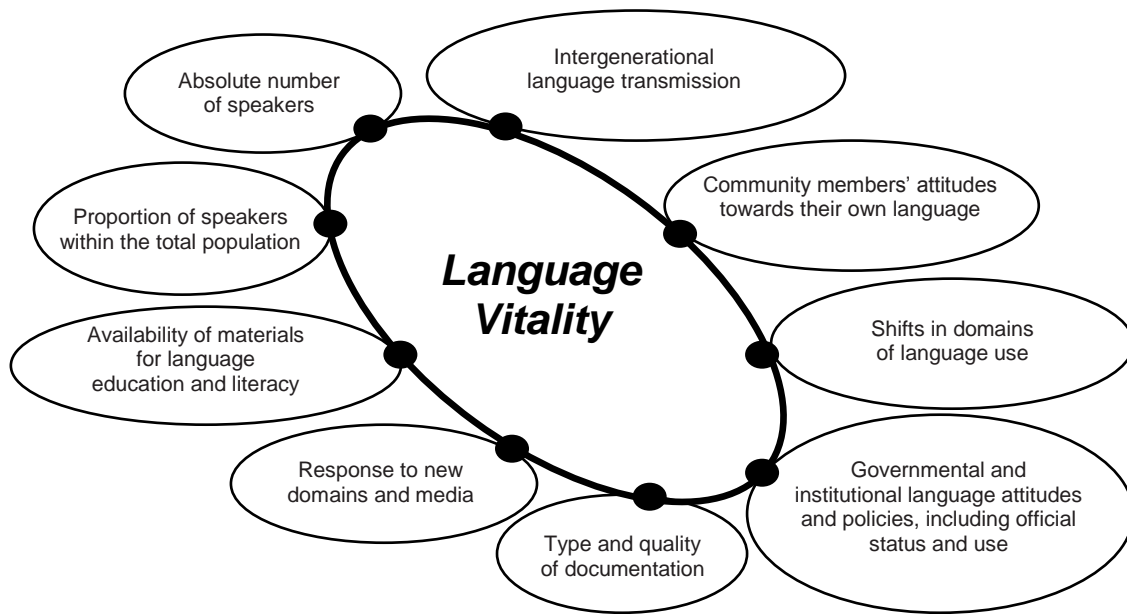 Intergenerational
language transmission
Absolute number
of speakers
Community members’ attitudes
towards their own language
Proportion of speakers
within the total population
Language
Vitality
Availability of materials
for language
education and literacy
Shifts in domains
of language use
Response to new
domains and media
Governmental and
institutional language attitudes
and policies, including official
status and use
Type and quality
of documentation